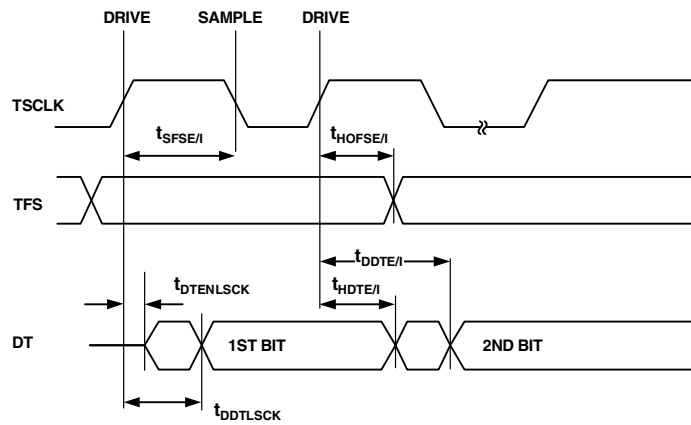 DRIVE SAMPLE DRIVE
TSCLK
tSFSE/I tHOFSE/I
TFS
tDDTE/I
tDTENLSCK tHDTE/I
DT 1ST BIT 2ND BIT
tDDTLSCK